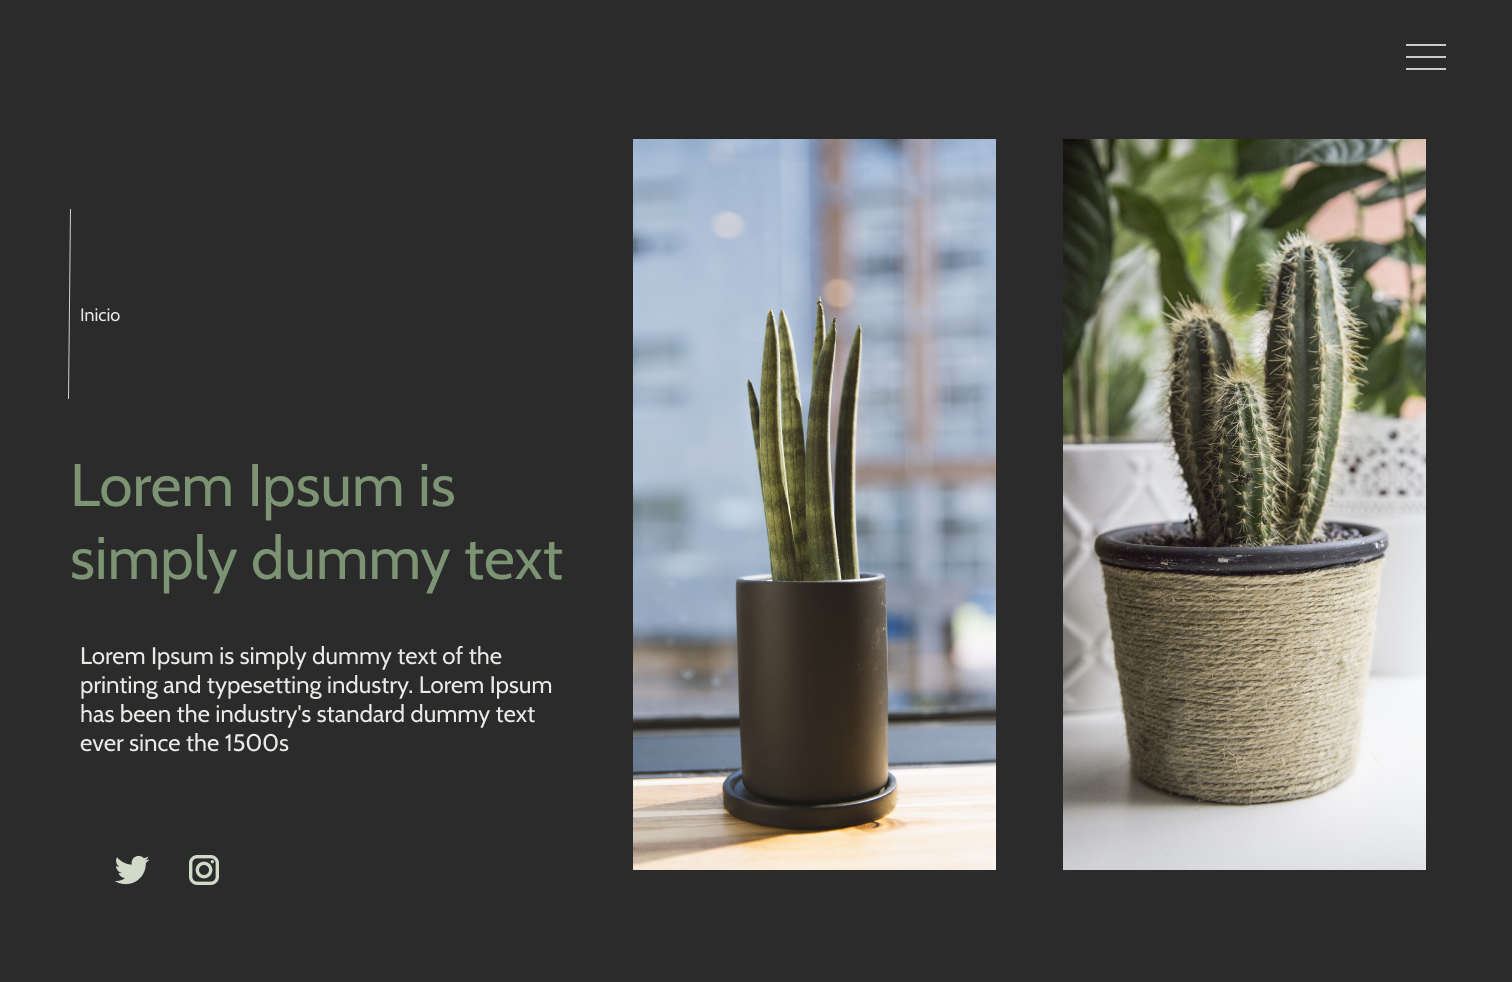 Inicio
Lorem Ipsum is
simply dummy text
Lorem Ipsum is simply dummy text of the
printing and typesetting industry. Lorem Ipsum
has been the industry's standard dummy text
ever since the 1500s